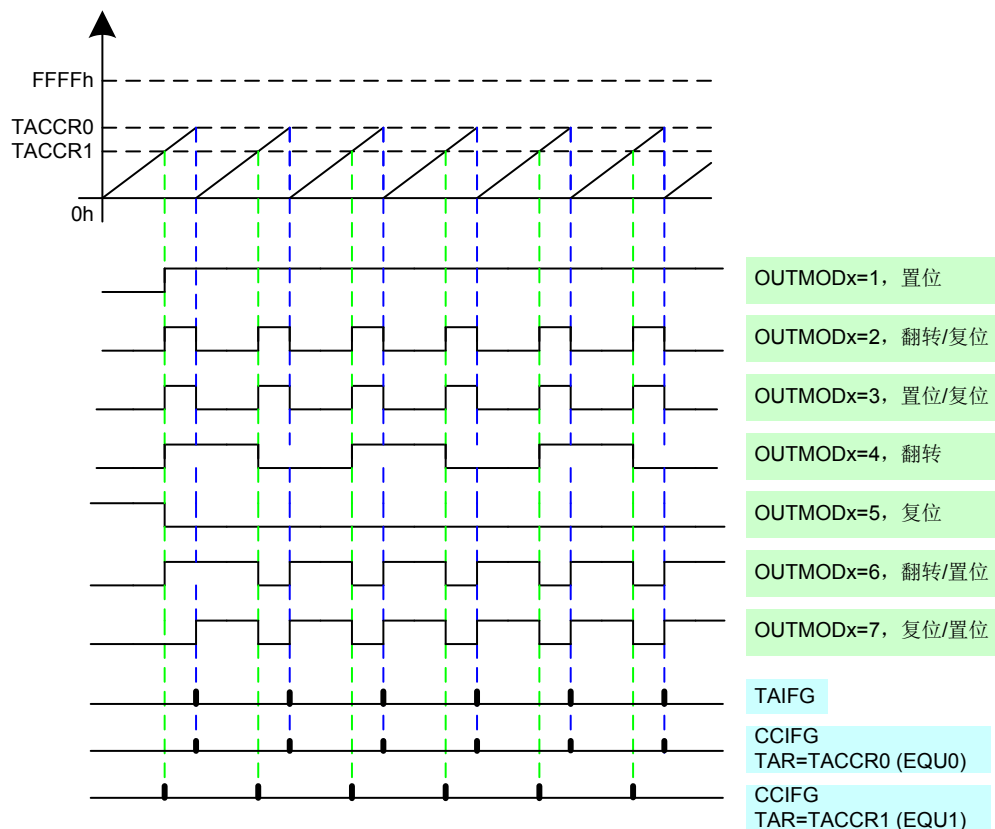 FFFFh
TACCR0
TACCR1
0h
OUTMODx=1，置位
OUTMODx=2，翻转/复位
OUTMODx=3，置位/复位
OUTMODx=4，翻转
OUTMODx=5，复位
OUTMODx=6，翻转/置位
OUTMODx=7，复位/置位
TAIFG
CCIFG
TAR=TACCR0 (EQU0)
CCIFG
TAR=TACCR1 (EQU1)